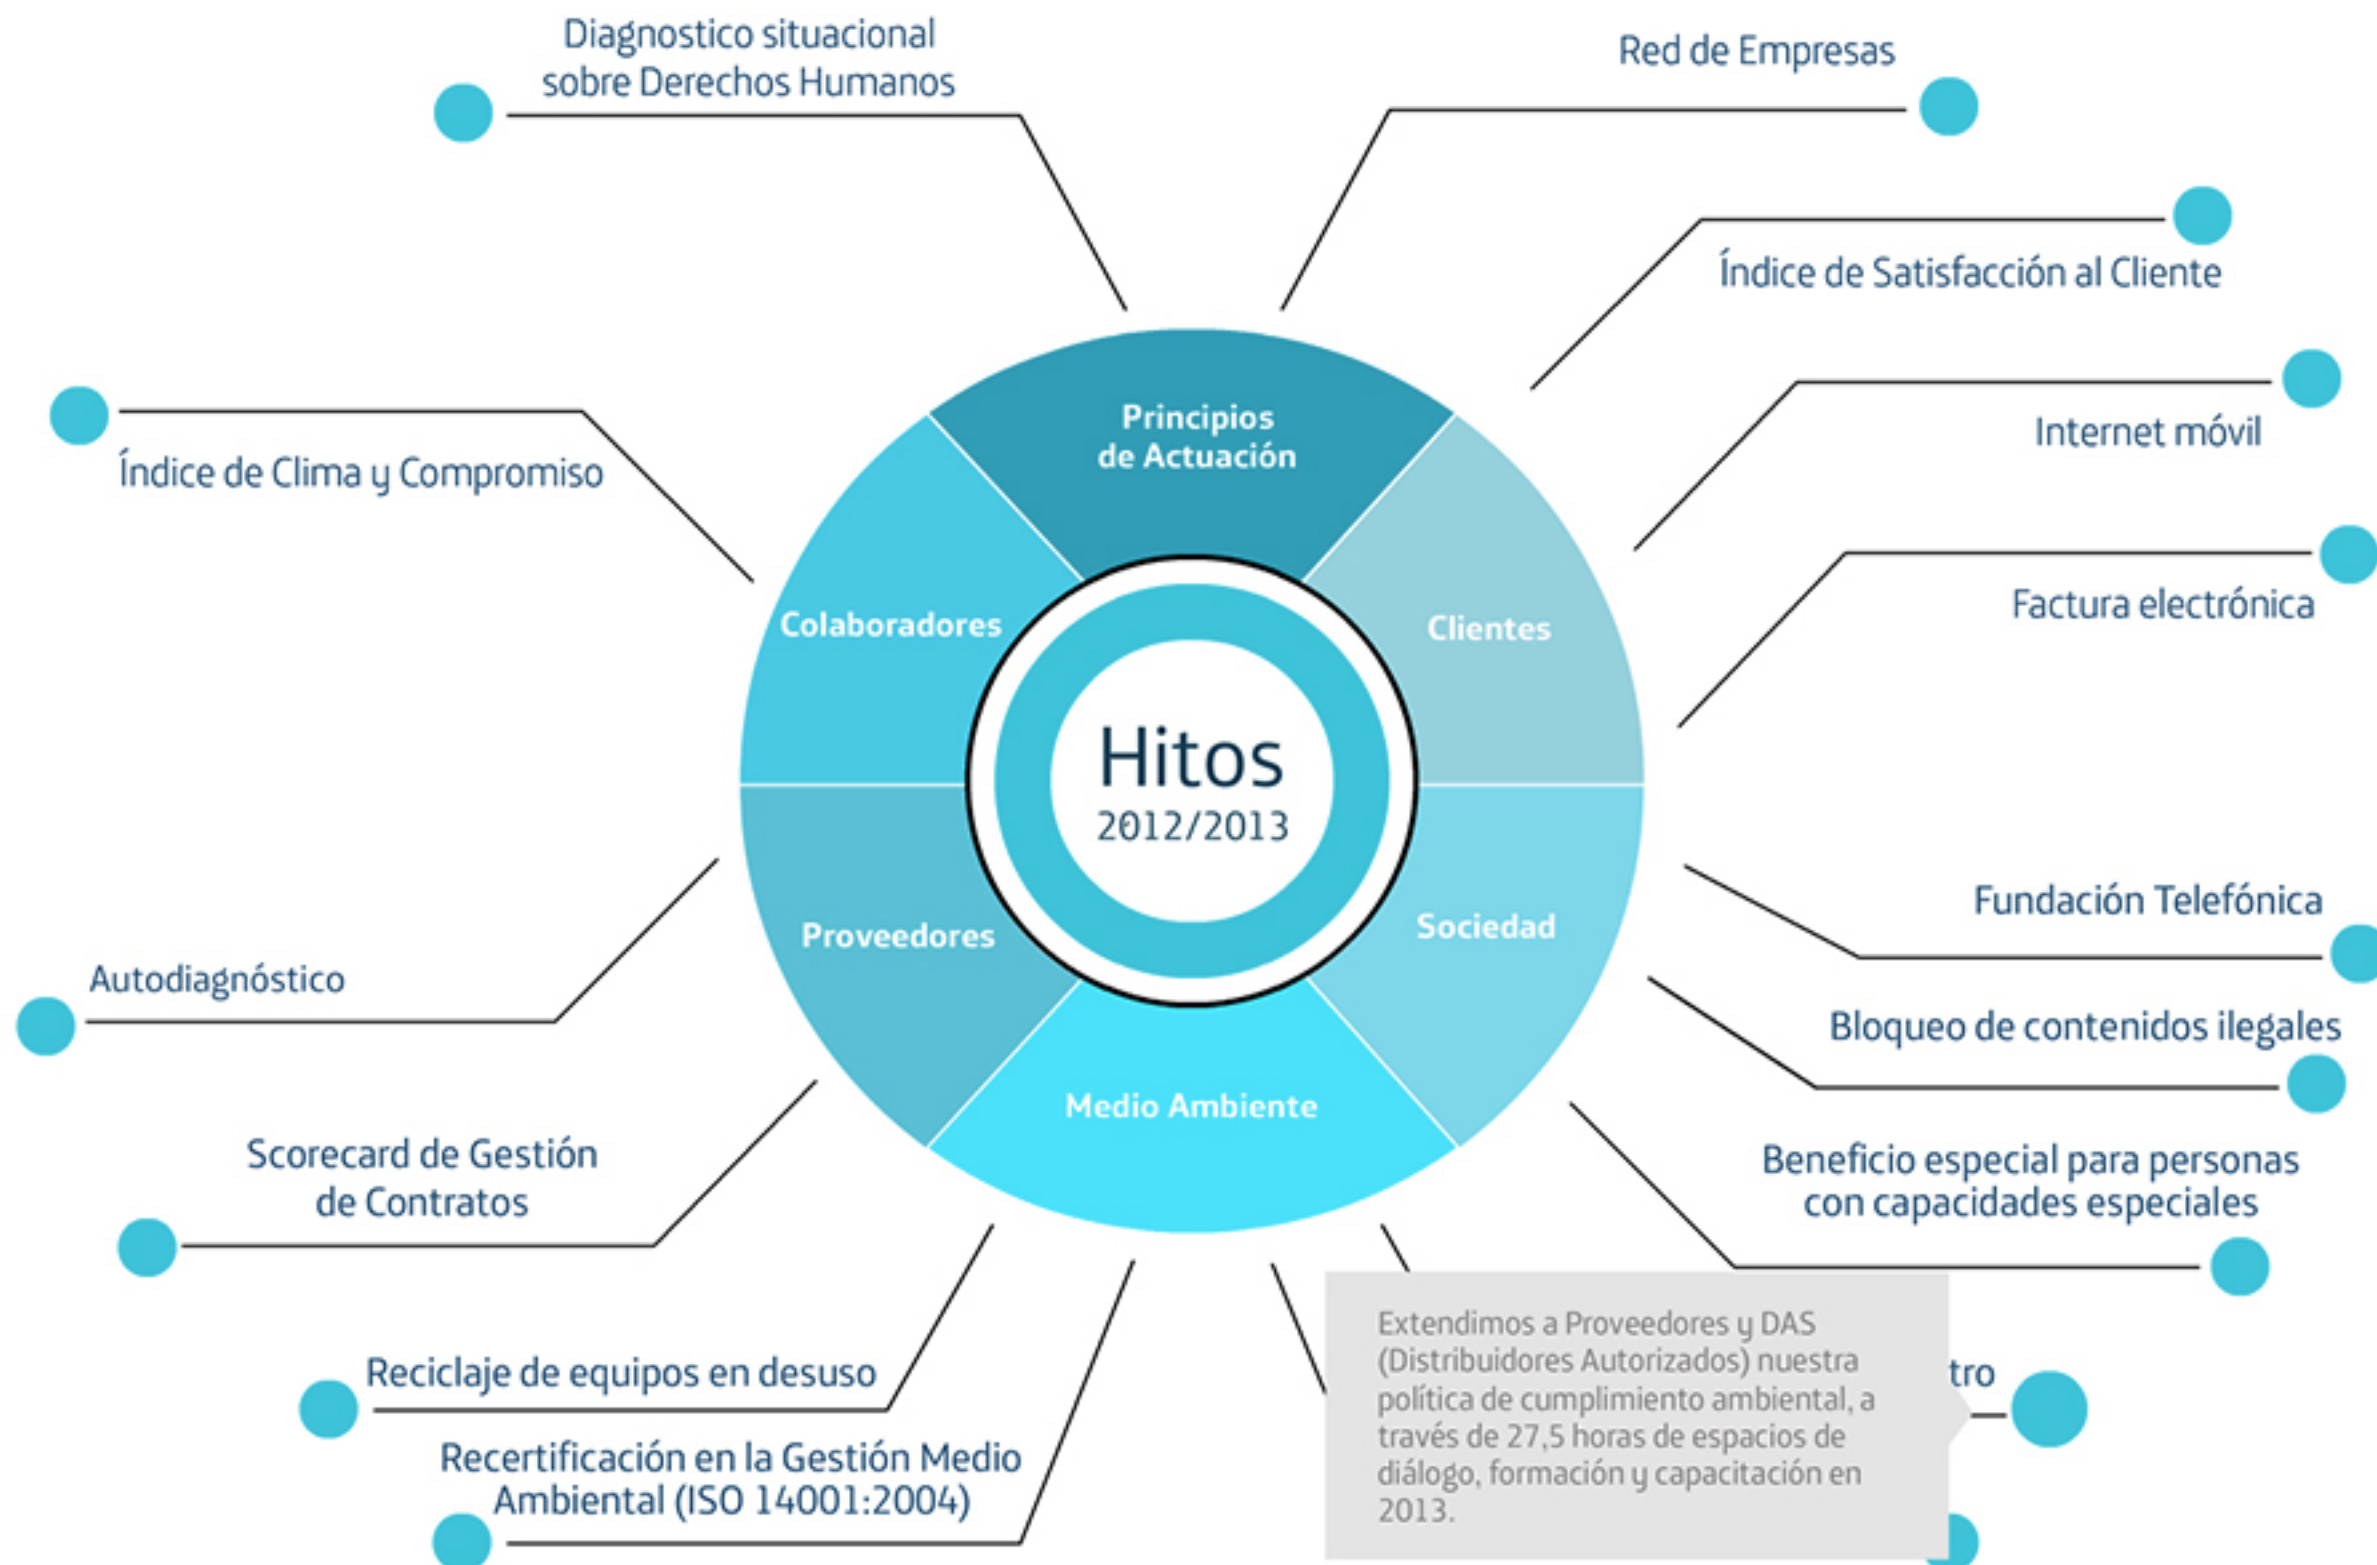 Diagnostico situacional
sobre Derechos Humanos
Red de Empresas
Índice de Satisfacción al Cliente
Internet móvil
Factura electrónica
Índice de Clima y Compromiso
Principios
de Actuación
Colaboradores
Clientes
Hitos
2012/2013
Proveedores
Sociedad
Medio Ambiente
Fundación Telefónica
Bloqueo de contenidos ilegales
Beneficio especial para personas
con capacidades especiales
Autodiagnóstico
Scorecard de Gestión
de Contratos
Reciclaje de equipos en desuso
Recertificación en la Gestión Medio
Ambiental (ISO 14001:2004)
Extendimos a Proveedores y DAS
(Distribuidores Autorizados) nuestra
política de cumplimiento ambiental, a
través de 27,5 horas de espacios de
diálogo, formación y capacitación en
2013.